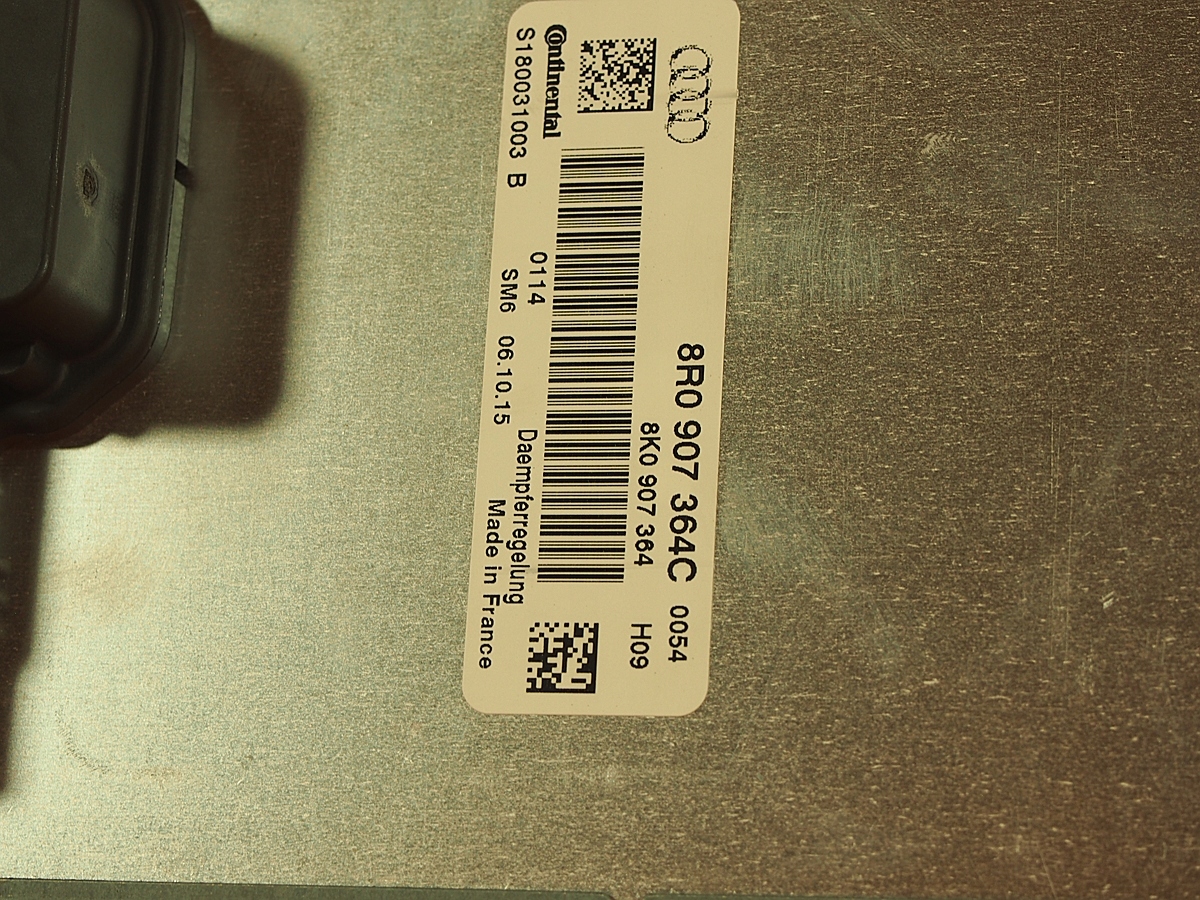 8R0 907 364C 0054
8K0 907 364 H09
Continental
0114
Daempferregelung
S180031003 B
SM6 06.10.15
Made in France